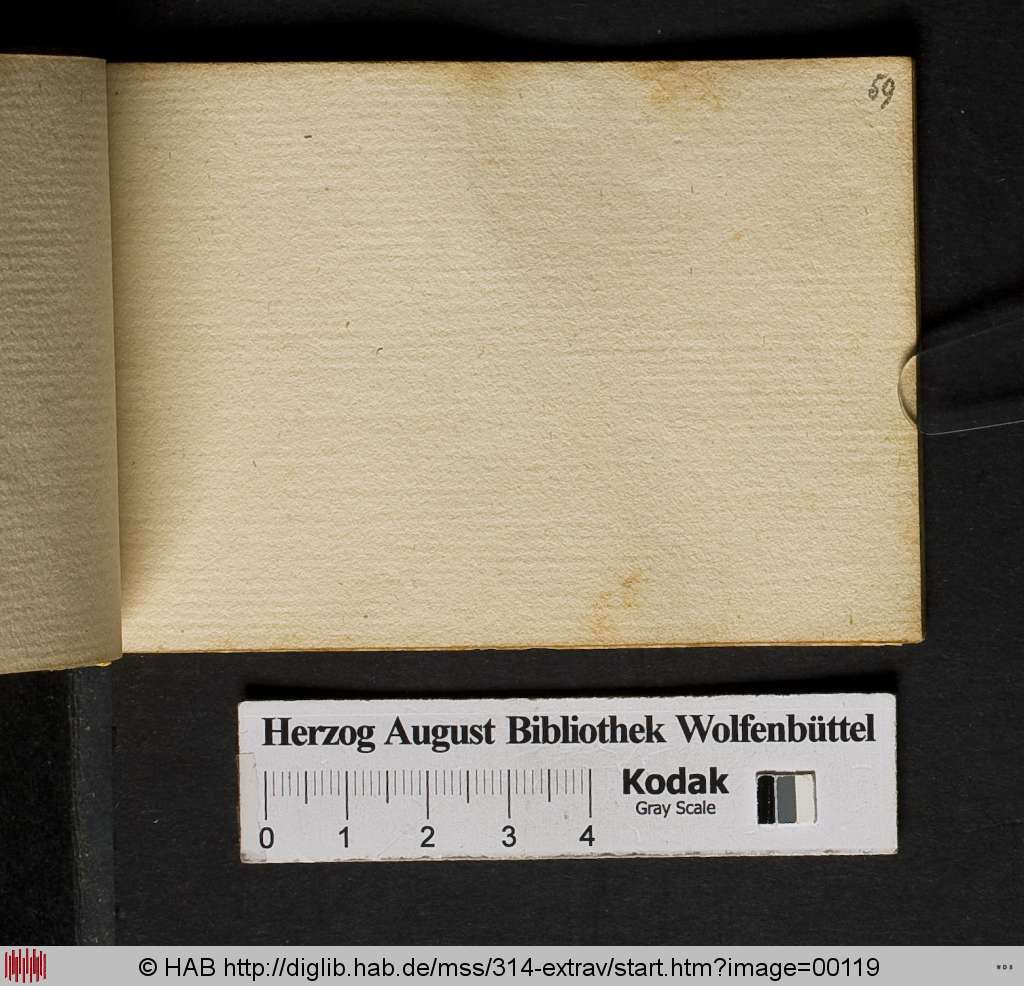 59
Herzog August Bibliothek Wolfenbüttel
Kodak
Gray Scale
0 1 2 3 4
© HAB http://diglib.hab.de/mss/314-extrav/start.htm?image=00119
WDB